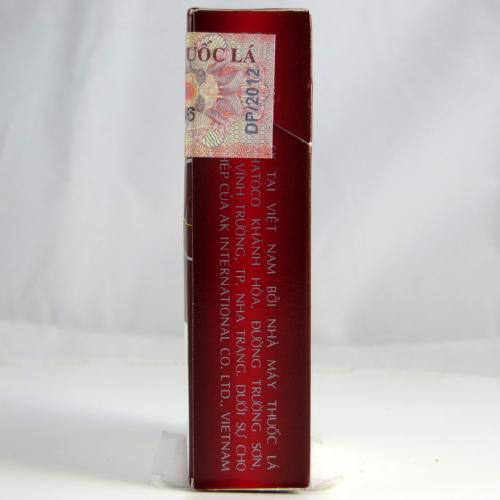 UỐC LÁ
6
DP/2012
TẠI VIỆT NAM BỞI NHÀ MÁY THUỐC LÁ
HATOCO KHÁNH HÒA, ĐƯỜNG TRƯỜNG SƠN,
VĨNH TRƯỜNG, TP. NHA TRANG. DƯỚI SỰ CHO
HÉP CỦA AK INTERNATIONAL CO. LTD., VIETNAM